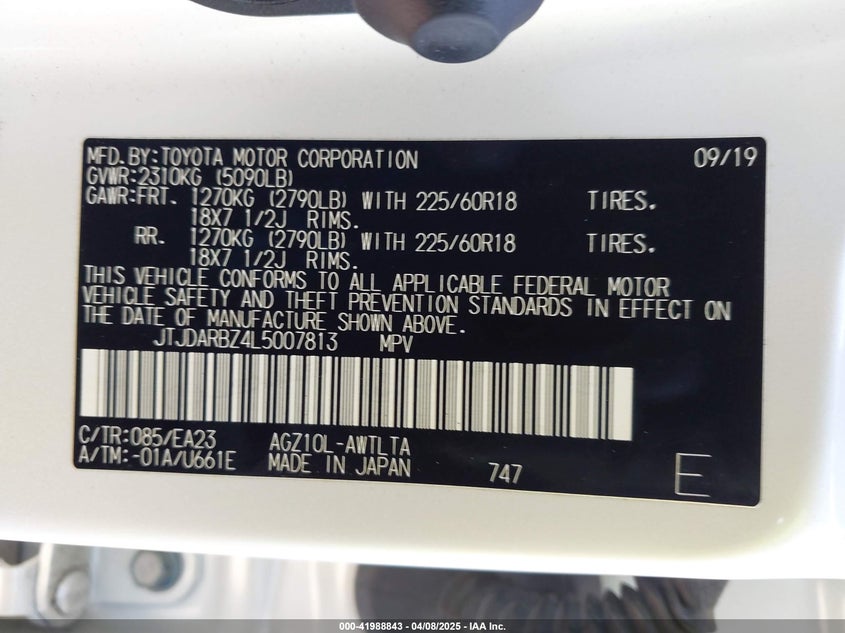 MFD.BY:TOYOTA MOTOR CORPORATION 09/19
GVWR:2310KG (5090LB)
GAWR:FRT. 1270KG (2790LB) WITH 225/60R18 TIRES.
18X7 1/2J RIMS.
RR. 1270KG (2790LB) WITH 225/60R18 TIRES.
18X7 1/2J RIMS.
THIS VEHICLE CONFORMS TO ALL APPLICABLE FEDERAL MOTOR
VEHICLE SAFETY AND THEFT PREVENTION STANDARDS IN EFFECT ON
THE DATE OF MANUFACTURE SHOWN ABOVE.
JTJDARBZ4L5007813 MPV
C/TR:085/EA23 AGZ10L-AWTLTA
A/TM:-01A/U661E MADE IN JAPAN 747 E
000-41988843 - 04/08/2025 - IAA Inc.